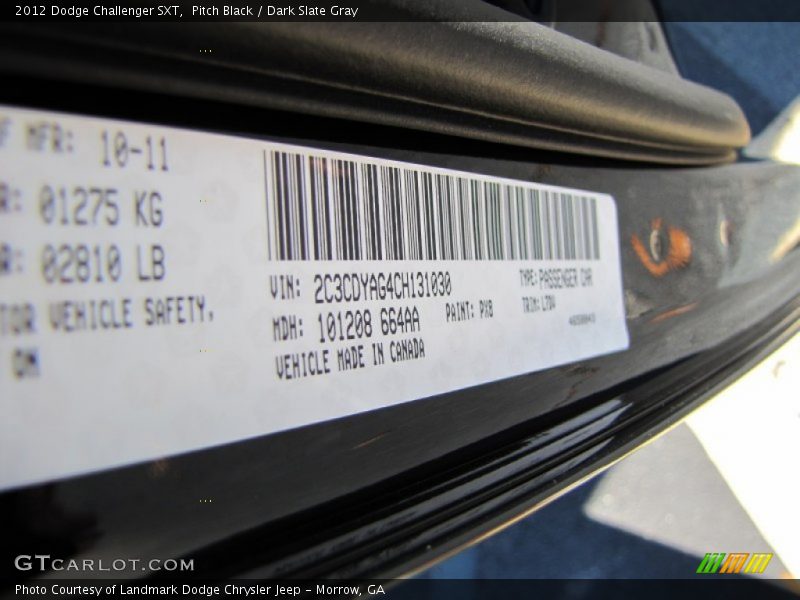 2012 Dodge Challenger SXT,  Pitch Black / Dark Slate Gray
MFR: 10-11
01275 KG
02810 LB
VEHICLE SAFETY,
ON
VIN: 2C3CDYAG4CH131030
TYPE: PASSENGER CAR
MDH: 101208 664AA
PAINT: PXB
TRIM:
VEHICLE MADE IN CANADA
GTCARLOT.COM
Photo Courtesy of Landmark Dodge Chrysler Jeep - Morrow, GA